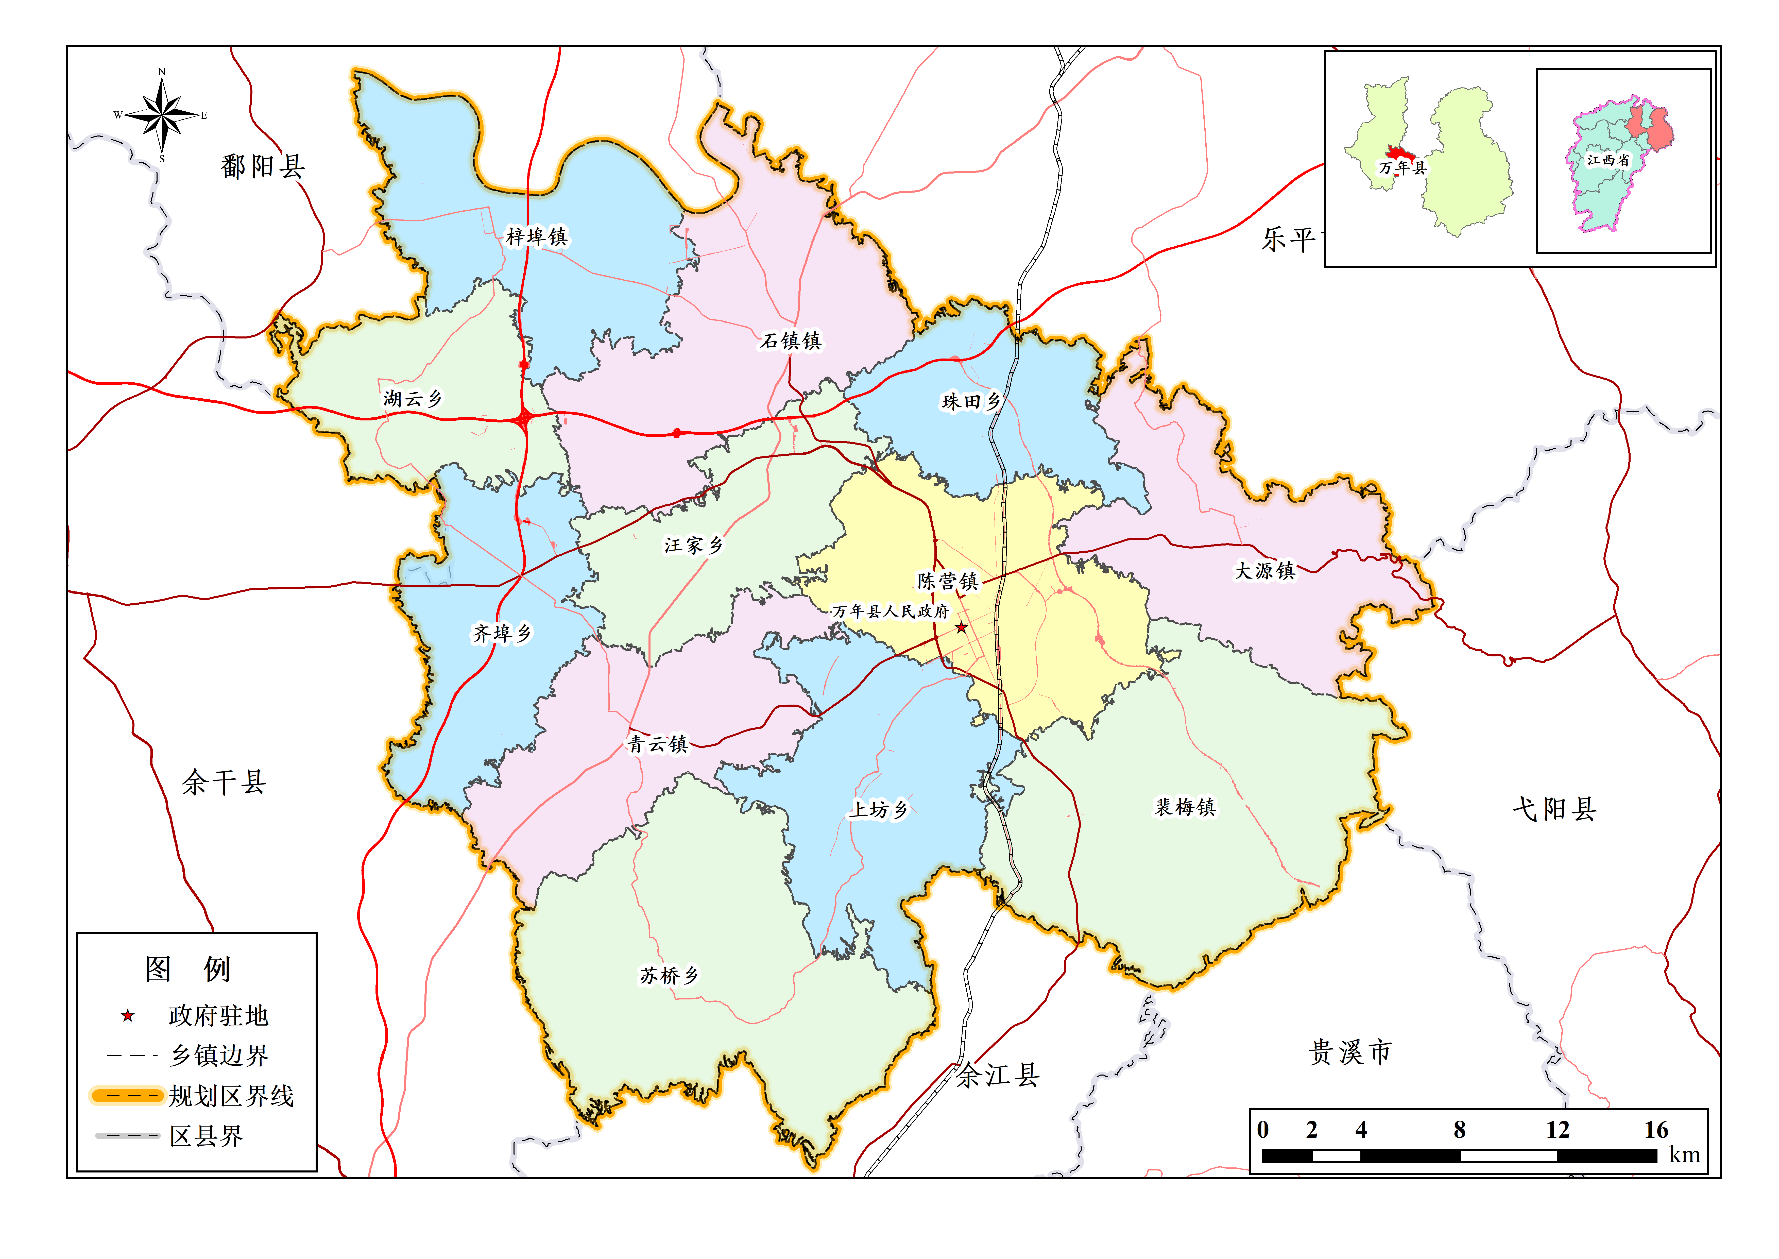 N
W
E
S
鄱阳县
万年县
江西省
乐平
梓埠镇
石镇镇
湖云乡
珠田乡
汪家乡
大源镇
陈营镇
万年县人民政府
齐埠乡
青云镇
余干县
上坊乡
裴梅镇
弋阳县
苏桥乡
贵溪市
余江县
图 例
政府驻地
乡镇边界
规划区界线
区县界
0 2 4 8 12 16
km